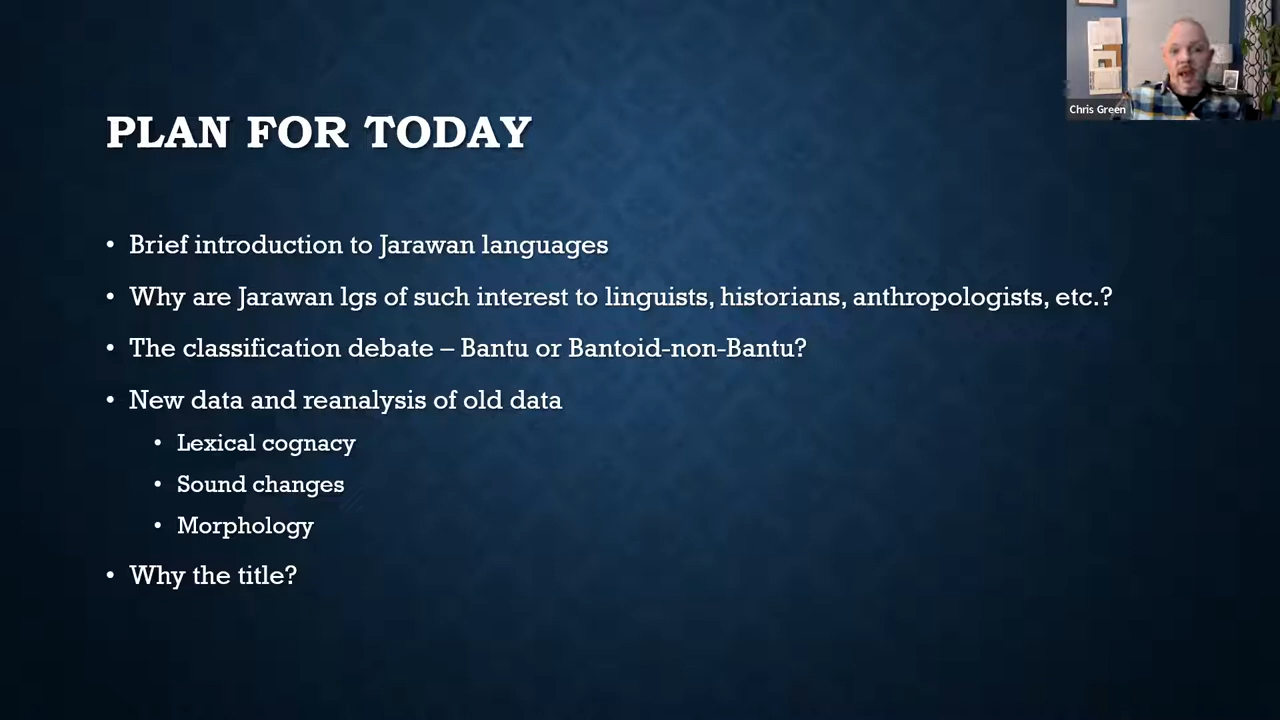 Chris Green
PLAN FOR TODAY
• Brief introduction to Jarawan languages
• Why are Jarawan lgs of such interest to linguists, historians, anthropologists, etc.?
• The classification debate – Bantu or Bantoid-non-Bantu?
• New data and reanalysis of old data
• Lexical cognacy
• Sound changes
• Morphology
• Why the title?